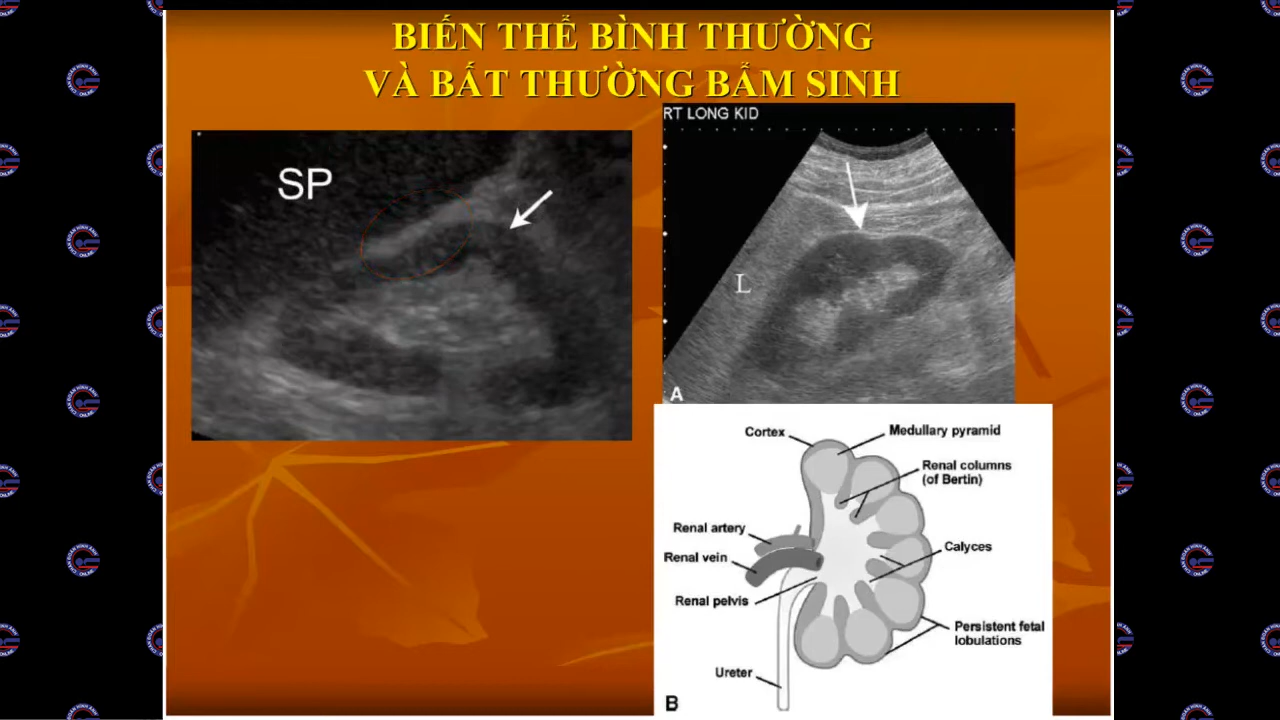 BIẾN THỂ BÌNH THƯỜNG
VÀ BẤT THƯỜNG BẨM SINH
SP
RT LONG KID
L
A
Cortex
Medullary pyramid
Renal columns
(of Bertin)
Renal artery
Renal vein
Calyces
Renal pelvis
Persistent fetal
lobulations
Ureter
B